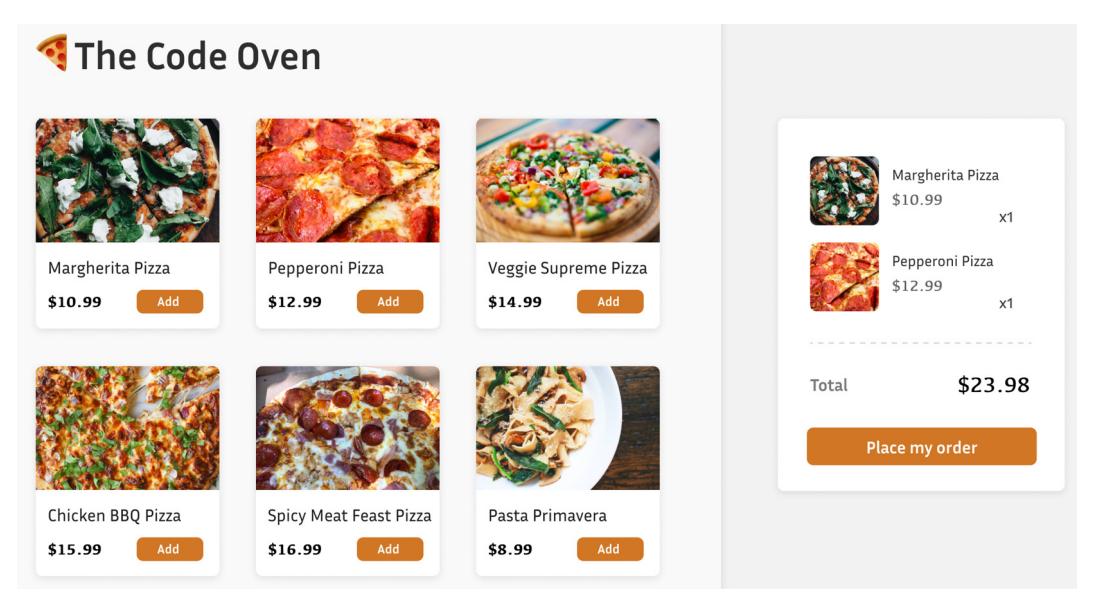 The Code Oven
Margherita Pizza
$10.99 Add
Pepperoni Pizza
$12.99 Add
Veggie Supreme Pizza
$14.99 Add
Chicken BBQ Pizza
$15.99 Add
Spicy Meat Feast Pizza
$16.99 Add
Pasta Primavera
$8.99 Add
Margherita Pizza
$10.99
x1
Pepperoni Pizza
$12.99
x1
Total $23.98
Place my order